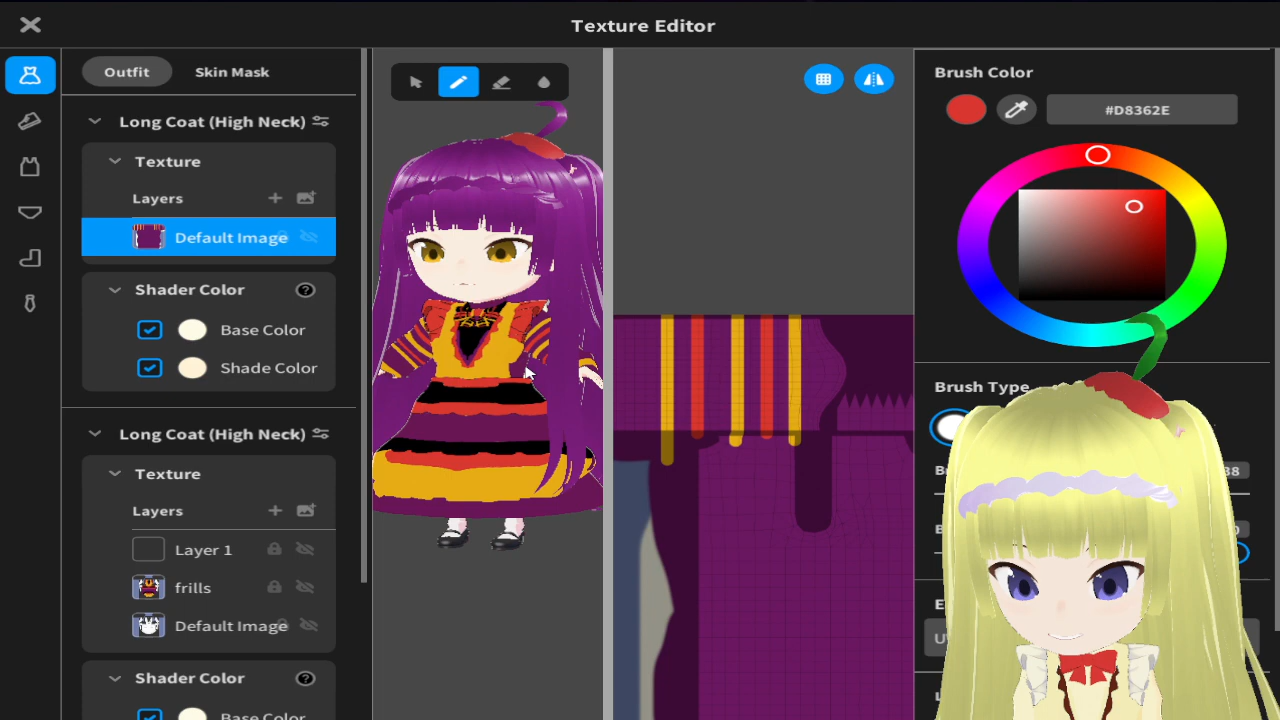 Texture Editor
Outfit
Skin Mask
Long Coat (High Neck)
Texture
Layers
Default Image
Shader Color
Base Color
Shade Color
Long Coat (High Neck)
Texture
Layers
Layer 1
frills
Default Image
Shader Color
Base Color
Brush Color
#D8362E
Brush Type